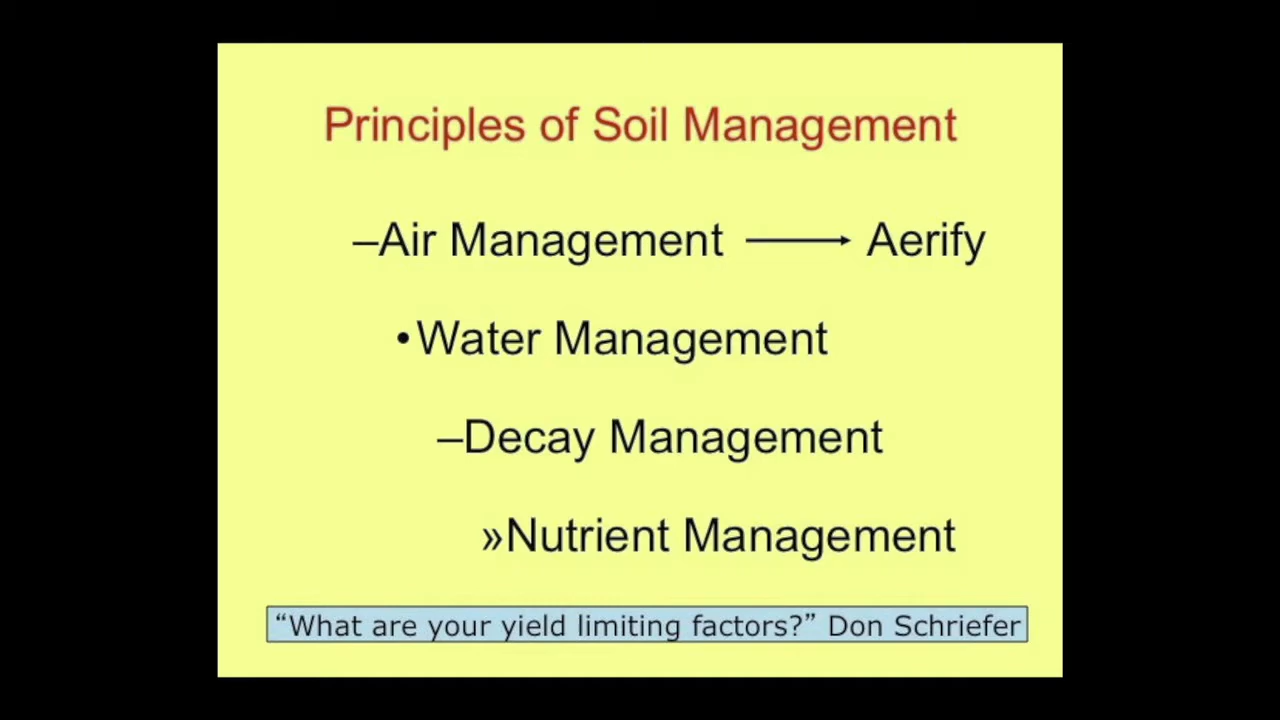 Principles of Soil Management
–Air Management → Aerify
•Water Management
–Decay Management
»Nutrient Management
“What are your yield limiting factors?” Don Schriefer